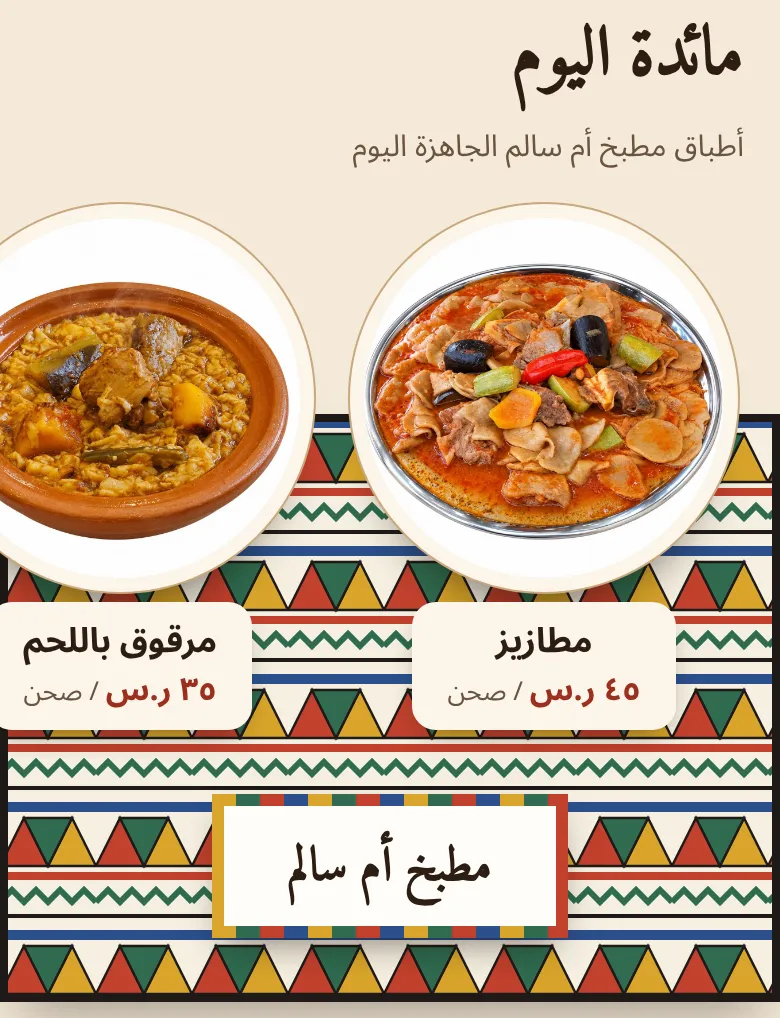 مائدة اليوم
أطباق مطبخ أم سالم الجاهزة اليوم
مطازيز
٤٥ ر.س / صحن
مرقوق باللحم
٣٥ ر.س / صحن
مطبخ أم سالم